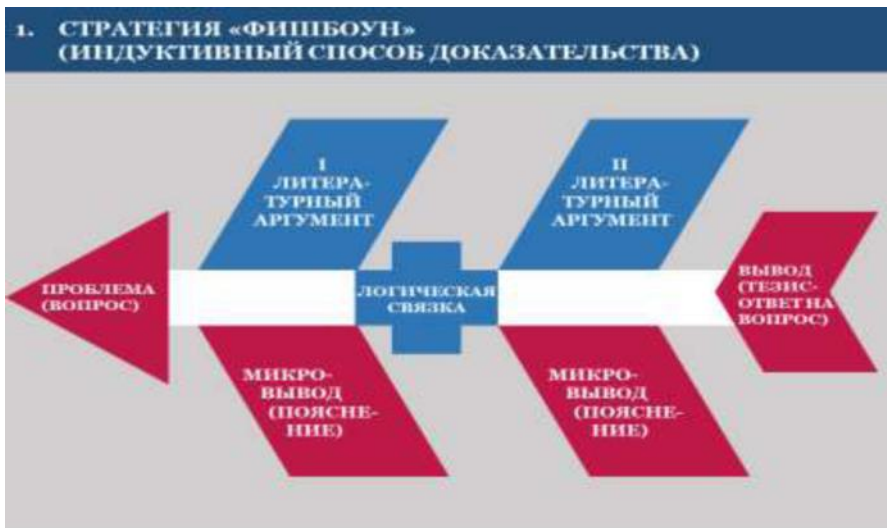 1. СТРАТЕГИЯ «ФИШБОУН»
(ИНДУКТИВНЫЙ СПОСОБ ДОКАЗАТЕЛЬСТВА)
I
ЛИТЕРА-
ТУРНЫЙ
АРГУМЕНТ
II
ЛИТЕРА-
ТУРНЫЙ
АРГУМЕНТ
ПРОБЛЕМА
(ВОПРОС)
ЛОГИЧЕСКАЯ
СВЯЗКА
ВЫВОД
(ТЕЗИС-
ОТВЕТ НА
ВОПРОС)
МИКРО-
ВЫВОД
(ПОЯСНЕ-
НИЕ)
МИКРО-
ВЫВОД
(ПОЯСНЕ-
НИЕ)